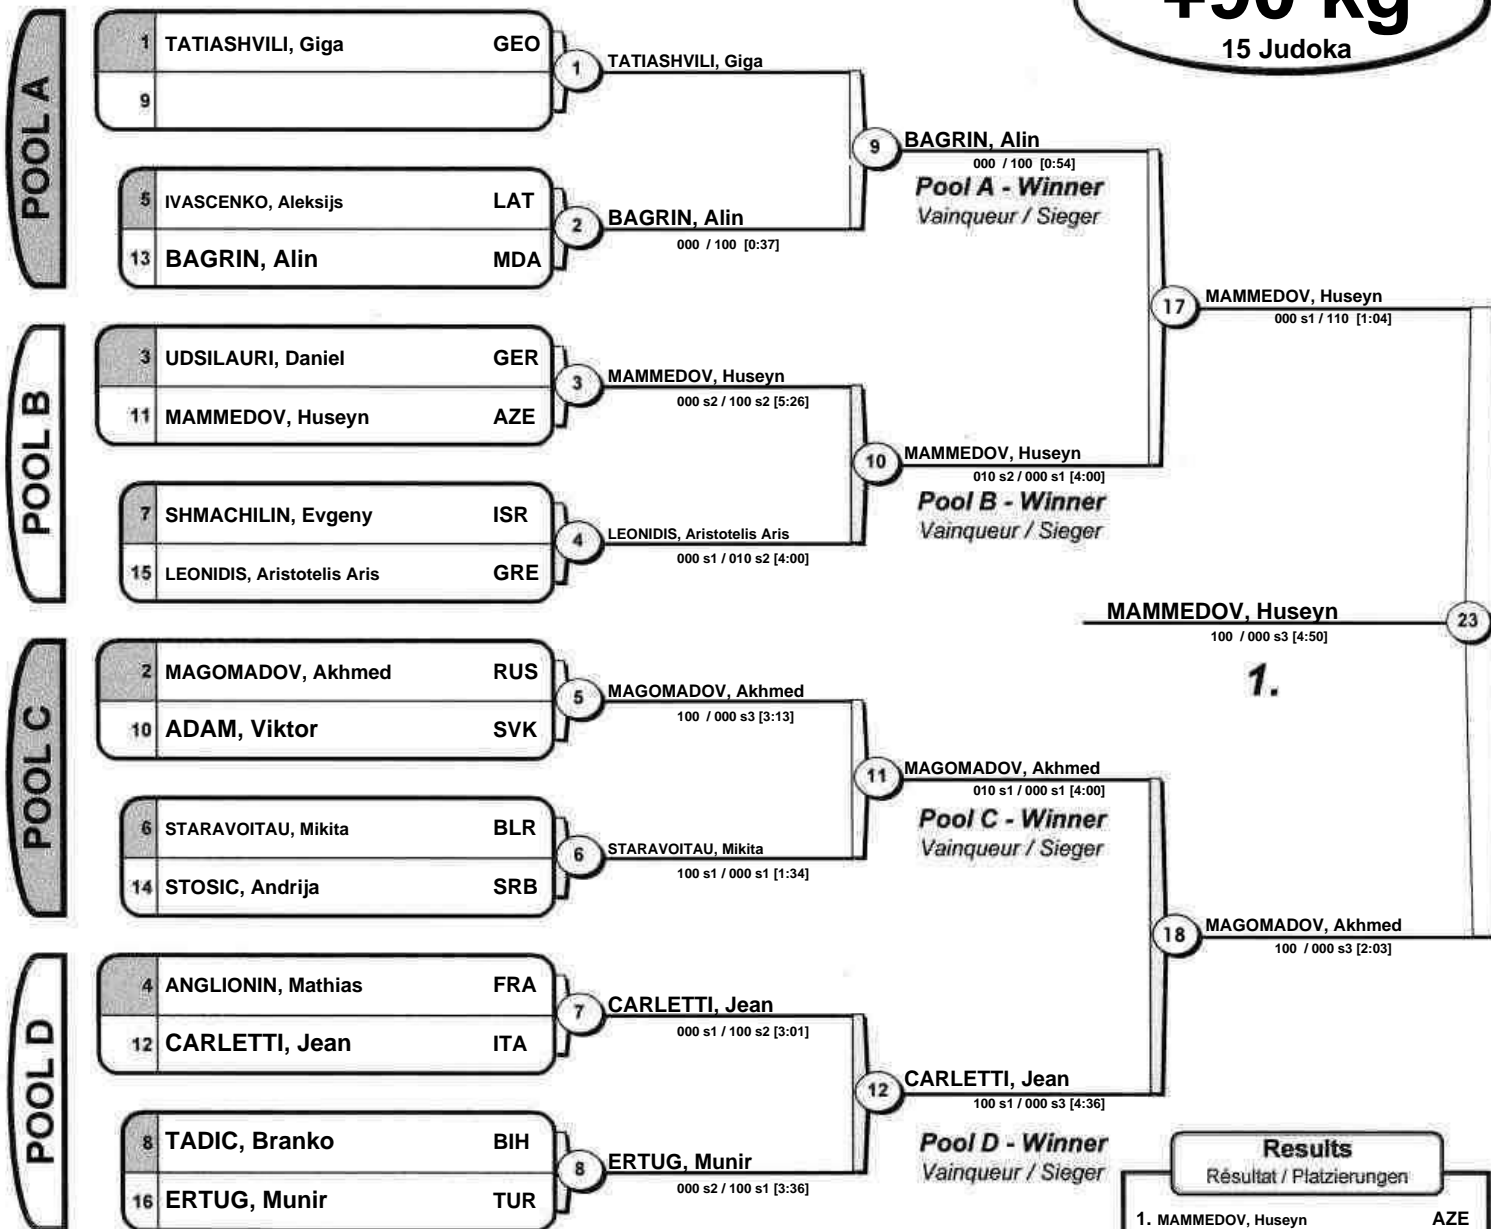 +90 kg
15 Judoka
POOL A
1 TATIASHVILI, Giga GEO
9
1
TATIASHVILI, Giga
5 IVASCENKO, Aleksijs LAT
13 BAGRIN, Alin MDA
2
BAGRIN, Alin
000 / 100 [0:37]
9
BAGRIN, Alin
000 / 100 [0:54]
Pool A - Winner
Vainqueur / Sieger
POOL B
3 UDSILAURI, Daniel GER
11 MAMMEDOV, Huseyn AZE
3
MAMMEDOV, Huseyn
000 s2 / 100 s2 [5:26]
7 SHMACHILIN, Evgeny ISR
15 LEONIDIS, Aristotelis Aris GRE
4
LEONIDIS, Aristotelis Aris
000 s1 / 010 s2 [4:00]
10
MAMMEDOV, Huseyn
010 s2 / 000 s1 [4:00]
Pool B - Winner
Vainqueur / Sieger
17
MAMMEDOV, Huseyn
000 s1 / 110 [1:04]
MAMMEDOV, Huseyn
100 / 000 s3 [4:50]
1.
23
POOL C
2 MAGOMADOV, Akhmed RUS
10 ADAM, Viktor SVK
5
MAGOMADOV, Akhmed
100 / 000 s3 [3:13]
6 STARAVOITAU, Mikita BLR
14 STOSIC, Andrija SRB
6
STARAVOITAU, Mikita
100 s1 / 000 s1 [1:34]
11
MAGOMADOV, Akhmed
010 s1 / 000 s1 [4:00]
Pool C - Winner
Vainqueur / Sieger
18
MAGOMADOV, Akhmed
100 / 000 s3 [2:03]
POOL D
4 ANGLIONIN, Mathias FRA
12 CARLETTI, Jean ITA
7
CARLETTI, Jean
000 s1 / 100 s2 [3:01]
8 TADIC, Branko BIH
16 ERTUG, Munir TUR
8
ERTUG, Munir
000 s2 / 100 s1 [3:36]
12
CARLETTI, Jean
100 s1 / 000 s3 [4:36]
Pool D - Winner
Vainqueur / Sieger
Results
Résultat / Platzierungen
1. MAMMEDOV, Huseyn AZE